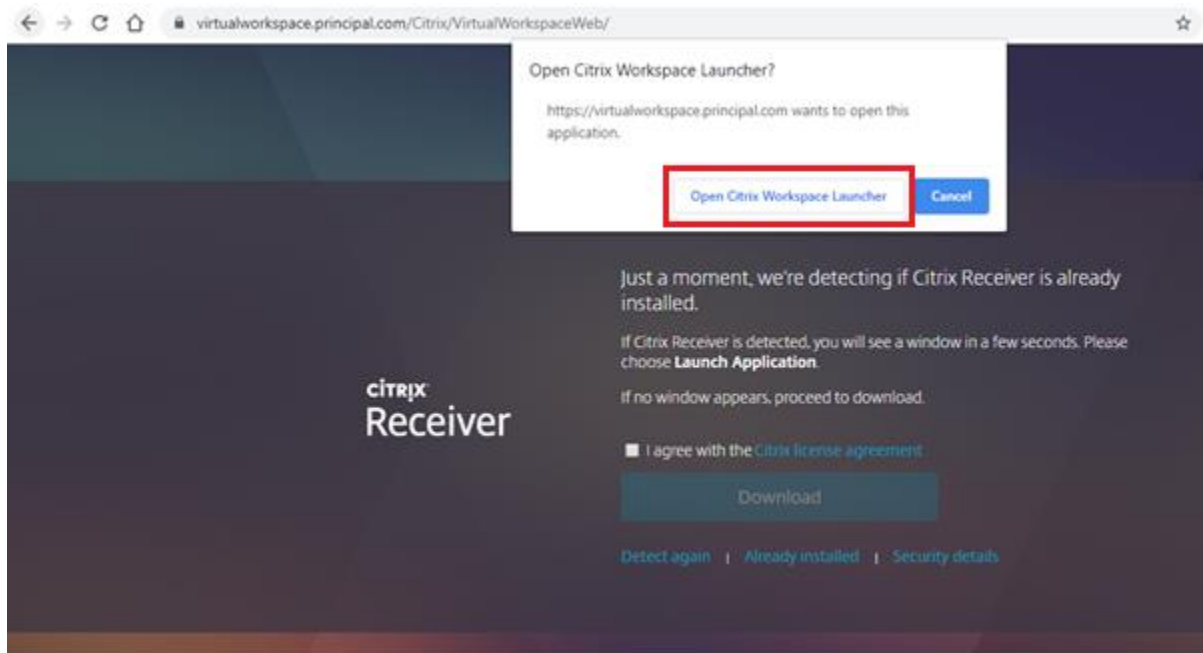 virtualworkspace.principal.com/Citrix/VirtualWorkspaceWeb/
Open Citrix Workspace Launcher?
https://virtualworkspace.principal.com wants to open this
application.
Open Citrix Workspace Launcher
Cancel
Just a moment, we're detecting if Citrix Receiver is already
installed.
If Citrix Receiver is detected, you will see a window in a few seconds. Please
choose Launch Application.
If no window appears, proceed to download.
CITRIX
Receiver
I agree with the Citrix license agreement
Download
Detect again | Already installed | Security details